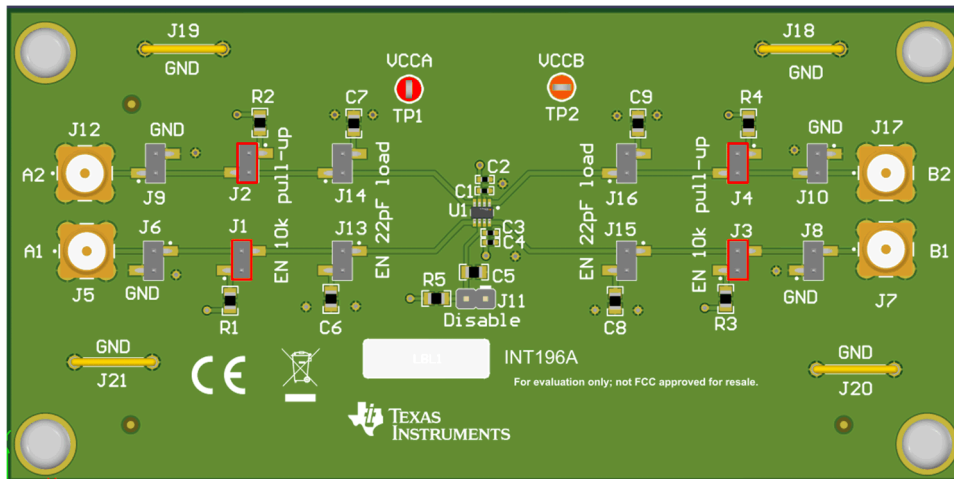 J19
GND
J18
GND
VCCA
TP1
VCCB
TP2
R2
C7
C9
R4
J12
GND
GND
J17
A2
J9
J2
EN 10k pull-up
J14
EN 22pF load
C2
C1
U1
C3
C4
J16
EN 22pF load
J4
EN 10k pull-up
J10
B2
A1
J6
J1
J13
J15
J3
J8
B1
J5
GND
R1
C6
R5
C5
J11
Disable
C8
R3
GND
J7
GND
J21
CE
LBL1
INT196A
For evaluation only; not FCC approved for resale.
GND
J20
TEXAS
INSTRUMENTS